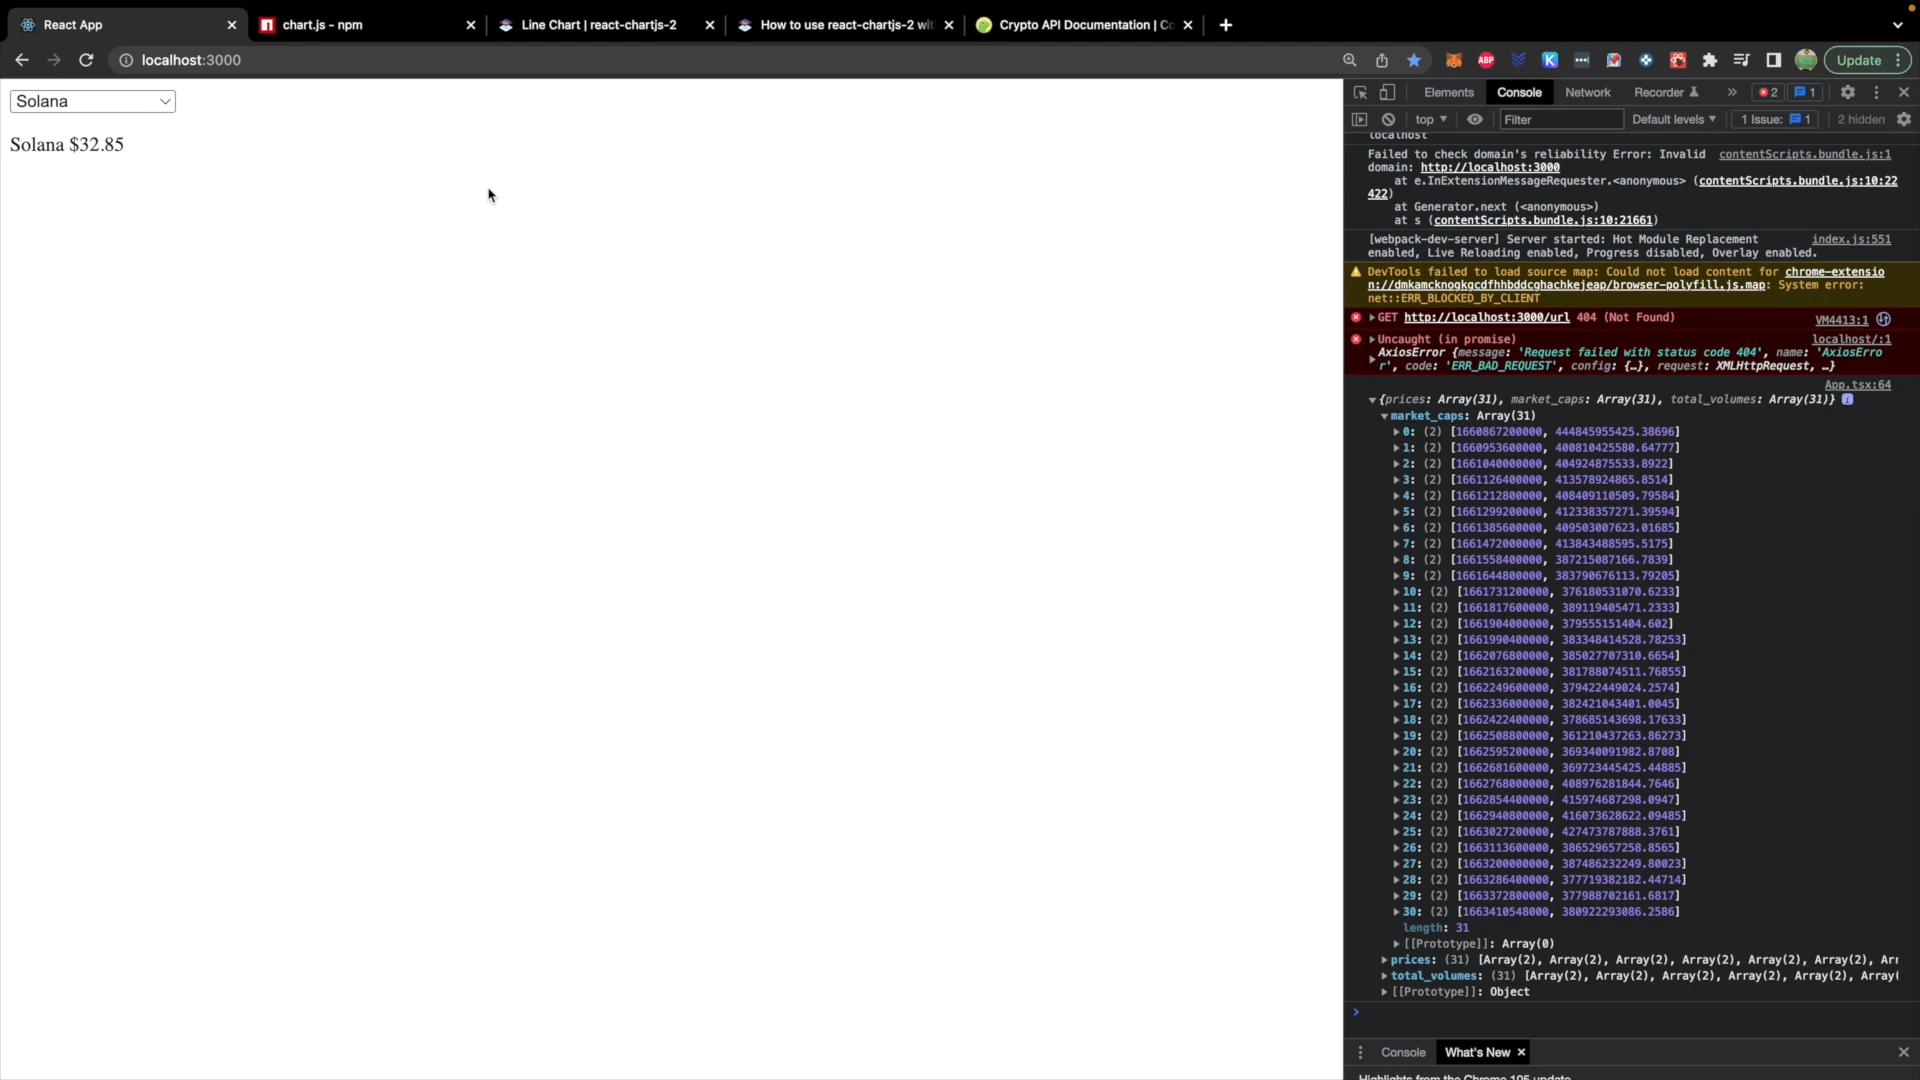 React App
chart.js - npm
Line Chart | react-chartjs-2
How to use react-chartjs-2 wit
Crypto API Documentation | Co
localhost:3000
ABP
K
Update
Solana
Solana $32.85
Elements
Console
Network
Recorder
2
1
top
Filter
Default levels
1 Issue:
1
2 hidden
localhost
Failed to check domain's reliability Error: Invalid contentScripts.bundle.js:1
domain: http://localhost:3000
at e.InExtensionMessageRequester.<anonymous> (contentScripts.bundle.js:10:22
422)
at Generator.next (<anonymous>)
at s (contentScripts.bundle.js:10:21661)
[webpack-dev-server] Server started: Hot Module Replacement index.js:551
enabled, Live Reloading enabled, Progress disabled, Overlay enabled.
DevTools failed to load source map: Could not load content for chrome-extensio
n://dmkamcknogkgcdfhhbddcghachkejeap/browser-polyfill.js.map: System error:
net::ERR_BLOCKED_BY_CLIENT
GET http://localhost:3000/url 404 (Not Found) VM4413:1
Uncaught (in promise) localhost/:1
AxiosError {message: 'Request failed with status code 404', name: 'AxiosErro
r', code: 'ERR_BAD_REQUEST', config: {…}, request: XMLHttpRequest, …}
App.tsx:64
{prices: Array(31), market_caps: Array(31), total_volumes: Array(31)}
market_caps: Array(31)
0: (2) [1660867200000, 444845955425.38696]
1: (2) [1660953600000, 400810425580.64777]
2: (2) [1661040000000, 404924875533.8922]
3: (2) [1661126400000, 413578924865.8514]
4: (2) [1661212800000, 408409110509.79584]
5: (2) [1661299200000, 412338357271.39594]
6: (2) [1661385600000, 409503007623.01685]
7: (2) [1661472000000, 413843488595.5175]
8: (2) [1661558400000, 387215087166.7839]
9: (2) [1661644800000, 383790676113.79205]
10: (2) [1661731200000, 376180531070.6233]
11: (2) [1661817600000, 389119405471.2333]
12: (2) [1661904000000, 379555151404.602]
13: (2) [1661990400000, 383348414528.78253]
14: (2) [1662076800000, 385027707310.6654]
15: (2) [1662163200000, 381788074511.76855]
16: (2) [1662249600000, 379422449024.2574]
17: (2) [1662336000000, 382421043401.0045]
18: (2) [1662422400000, 378685143698.17633]
19: (2) [1662508800000, 361210437263.86273]
20: (2) [1662595200000, 369340091982.8708]
21: (2) [1662681600000, 369723445425.44885]
22: (2) [1662768000000, 408976281844.7646]
23: (2) [1662854400000, 415974687298.0947]
24: (2) [1662940800000, 416073628622.09485]
25: (2) [1663027200000, 427473787888.3761]
26: (2) [1663113600000, 386529657258.8565]
27: (2) [1663200000000, 387486232249.80023]
28: (2) [1663286400000, 377719382182.44714]
29: (2) [1663372800000, 377988702161.6817]
30: (2) [1663410548000, 380922293086.2586]
length: 31
[[Prototype]]: Array(0)
prices: (31) [Array(2), Array(2), Array(2), Array(2), Array(2), Array(2), Arr
total_volumes: (31) [Array(2), Array(2), Array(2), Array(2), Array(2), Array(
[[Prototype]]: Object
Console
What's New
Highlights from the Chrome 105 update